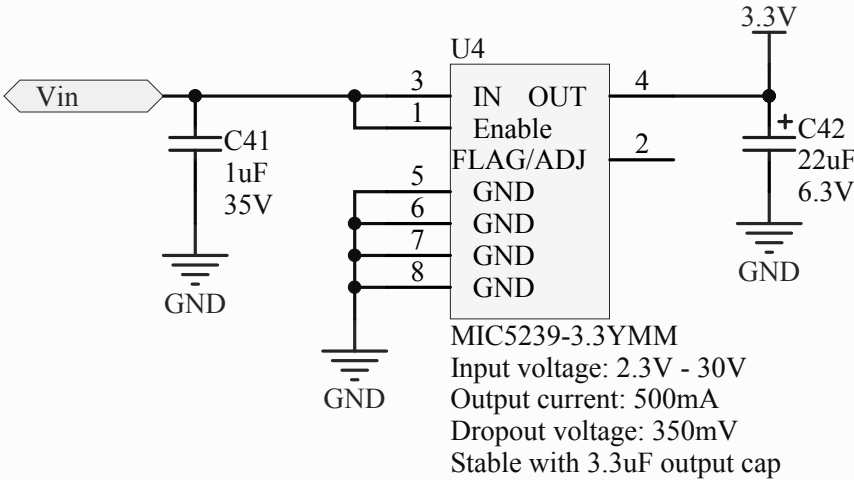 3.3V
U4
Vin
3
IN OUT
4
1
Enable
+
C42
C41
22uF
1uF
FLAG/ADJ
2
6.3V
35V
5
GND
6
GND
7
GND
8
GND
GND
GND
GND
MIC5239-3.3YMM
Input voltage: 2.3V - 30V
Output current: 500mA
Dropout voltage: 350mV
Stable with 3.3uF output cap